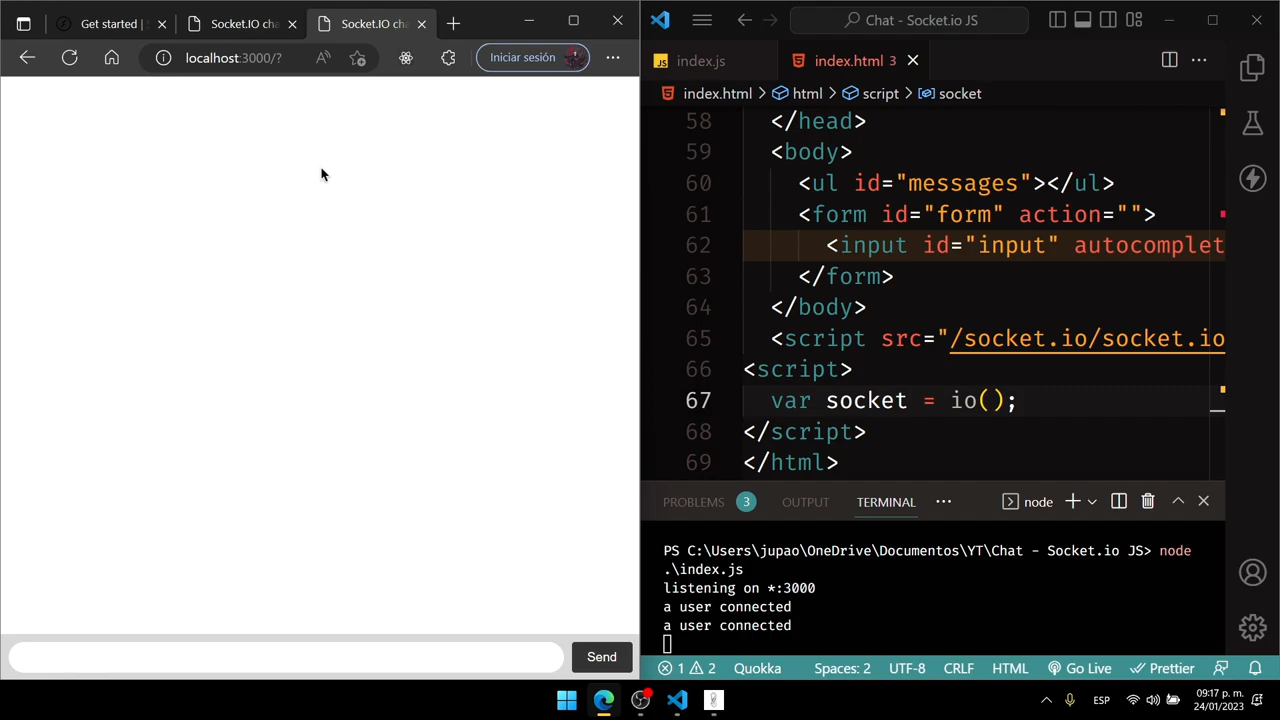 Get started |
Socket.IO cha
Socket.IO cha
localhost:3000/?
Iniciar sesión
Chat - Socket.io JS
index.js
index.html 3
index.html > html > script > socket
58 </head>
59 <body>
60 <ul id="messages"></ul>
61 <form id="form" action="">
62 <input id="input" autocomplet
63 </form>
64 </body>
65 <script src="/socket.io/socket.io
66 <script>
67 var socket = io();
68 </script>
69 </html>
PROBLEMS 3 OUTPUT TERMINAL ··· node
PS C:\Users\jupao\OneDrive\Documentos\YT\Chat - Socket.io JS> node
.\index.js
listening on *:3000
a user connected
a user connected
Send
1 2 Quokka Spaces: 2 UTF-8 CRLF HTML Go Live Prettier
ESP
09:17 p. m.
24/01/2023